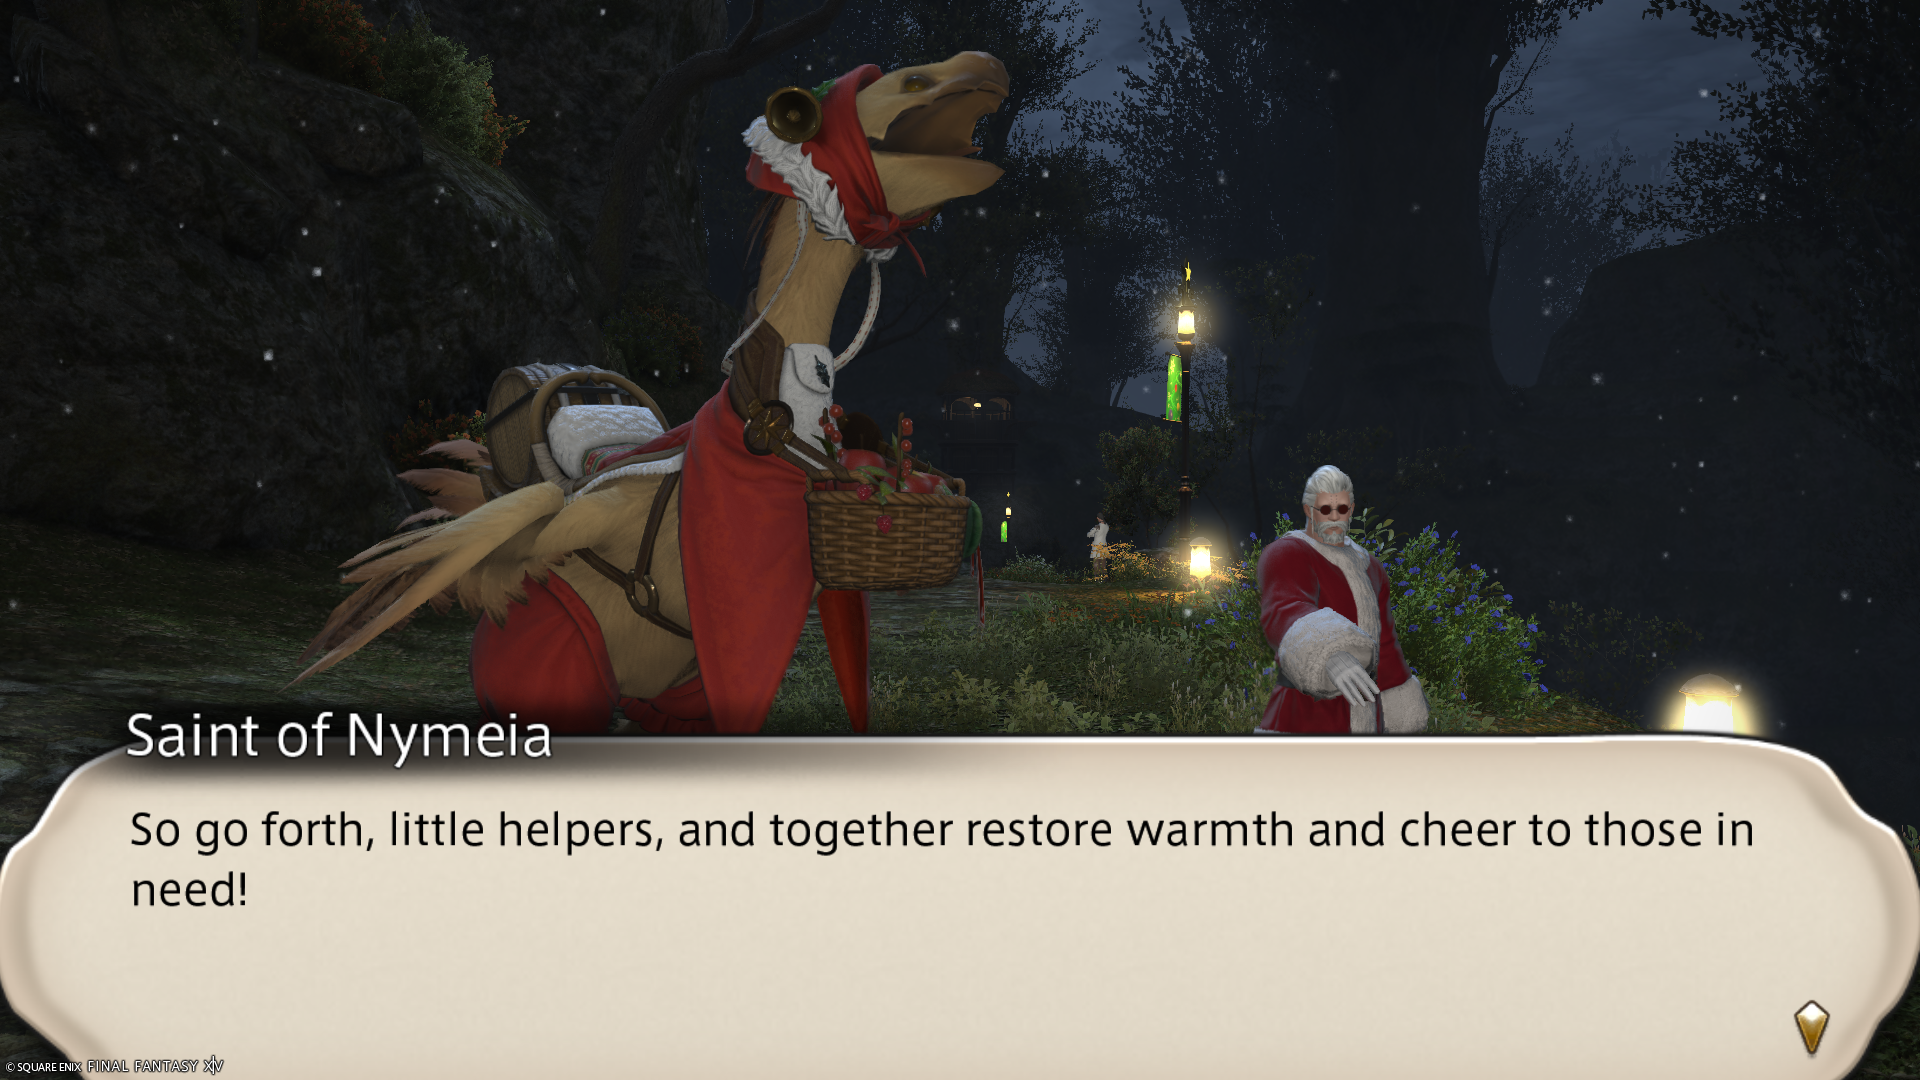 Saint of Nymeia
So go forth, little helpers, and together restore warmth and cheer to those in
need!
© SQUARE ENIX FINAL FANTASY XIV